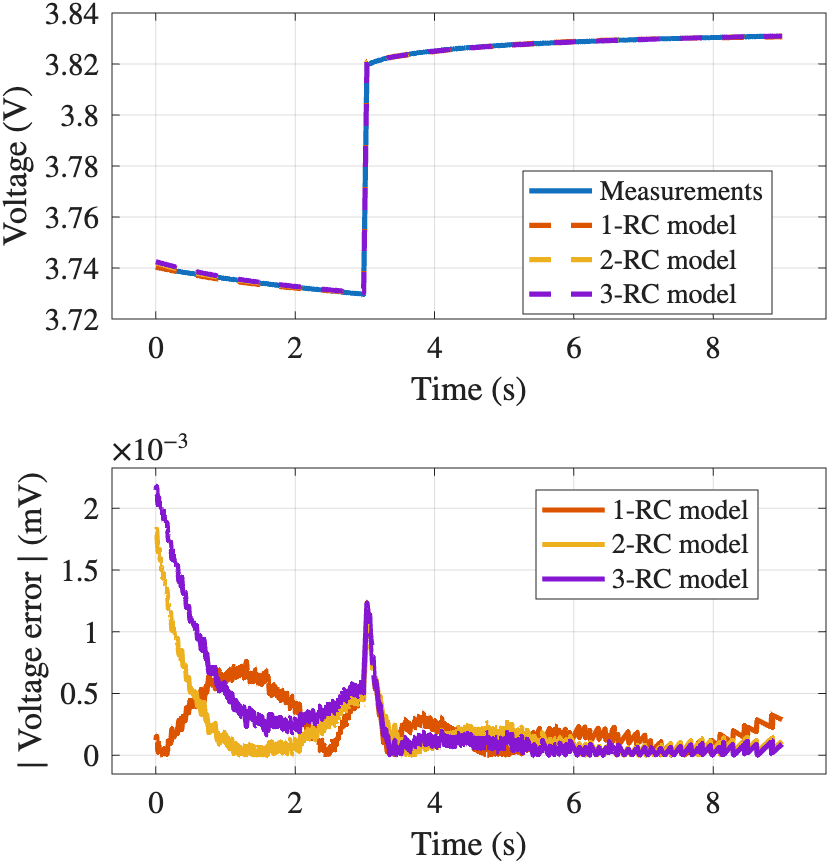 3.84
3.82
3.8
3.78
3.76
3.74
3.72
Voltage (V)
Measurements
1-RC model
2-RC model
3-RC model
0 2 4 6 8
Time (s)
×10⁻³
2
1.5
1
0.5
0
| Voltage error | (mV)
1-RC model
2-RC model
3-RC model
0 2 4 6 8
Time (s)